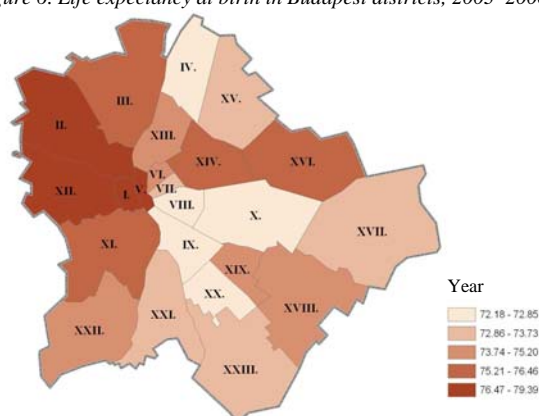 Figure 6. Life expectancy at birth in Budapest districts, 2005–2006
IV.
III.
XV.
II.
XIII.
XIV.
XVI.
VI.
XII.
I.
V.
VII.
VIII.
X.
XVII.
XI.
IX.
XIX.
XX.
XVIII.
XXII.
XXI.
XXIII.
Year
72.18 - 72.85
72.86 - 73.73
73.74 - 75.20
75.21 - 76.46
76.47 - 79.39